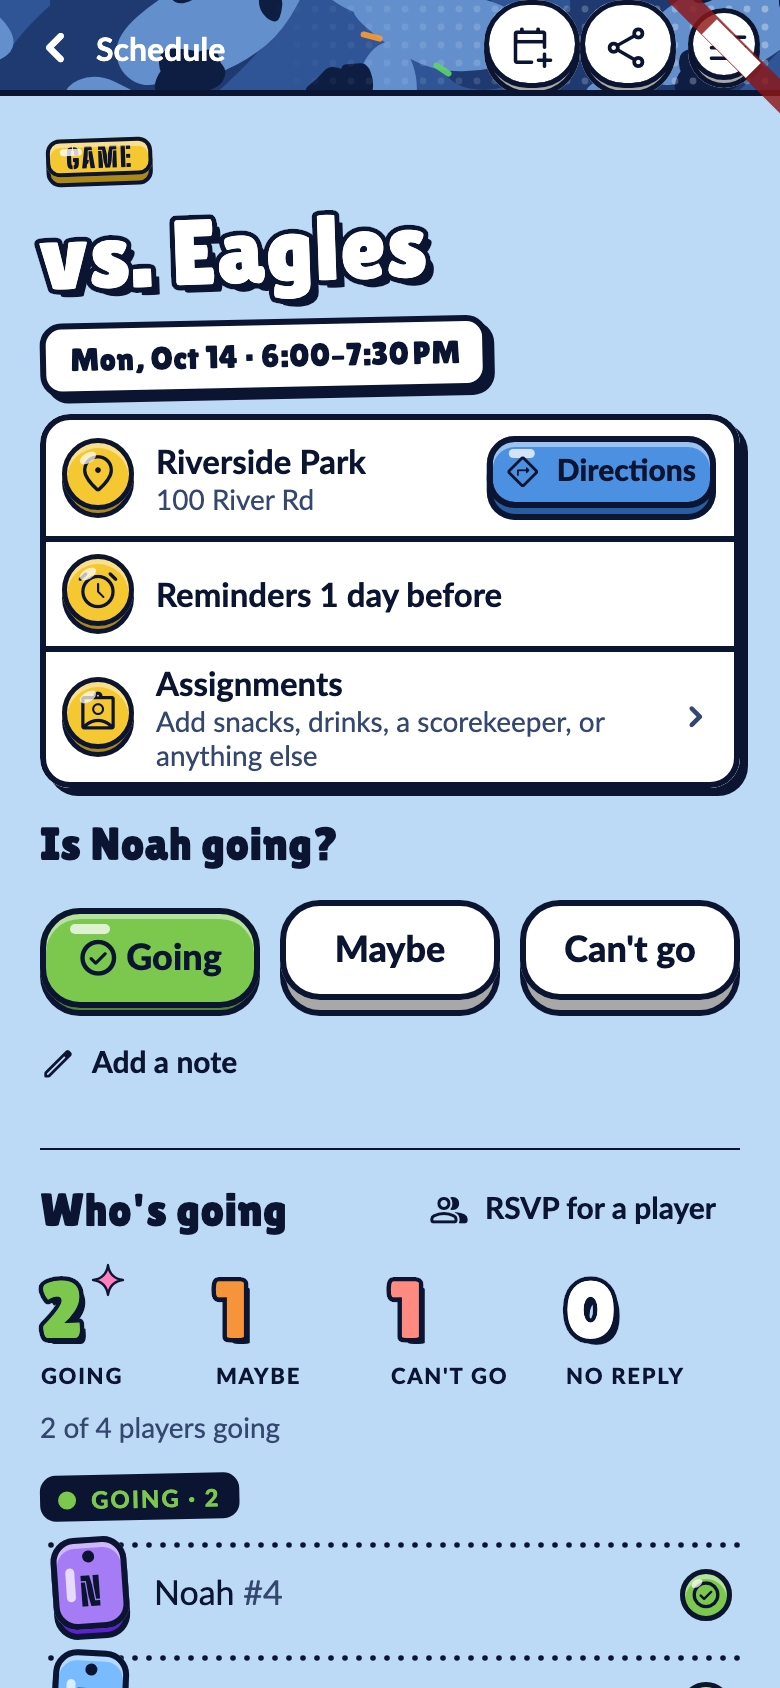 Schedule
GAME
vs. Eagles
Mon, Oct 14 · 6:00–7:30 PM
Riverside Park
100 River Rd
Directions
Reminders 1 day before
Assignments
Add snacks, drinks, a scorekeeper, or
anything else
Is Noah going?
Going
Maybe
Can't go
Add a note
Who's going
RSVP for a player
2
1
1
0
GOING
MAYBE
CAN'T GO
NO REPLY
2 of 4 players going
GOING · 2
N
Noah #4